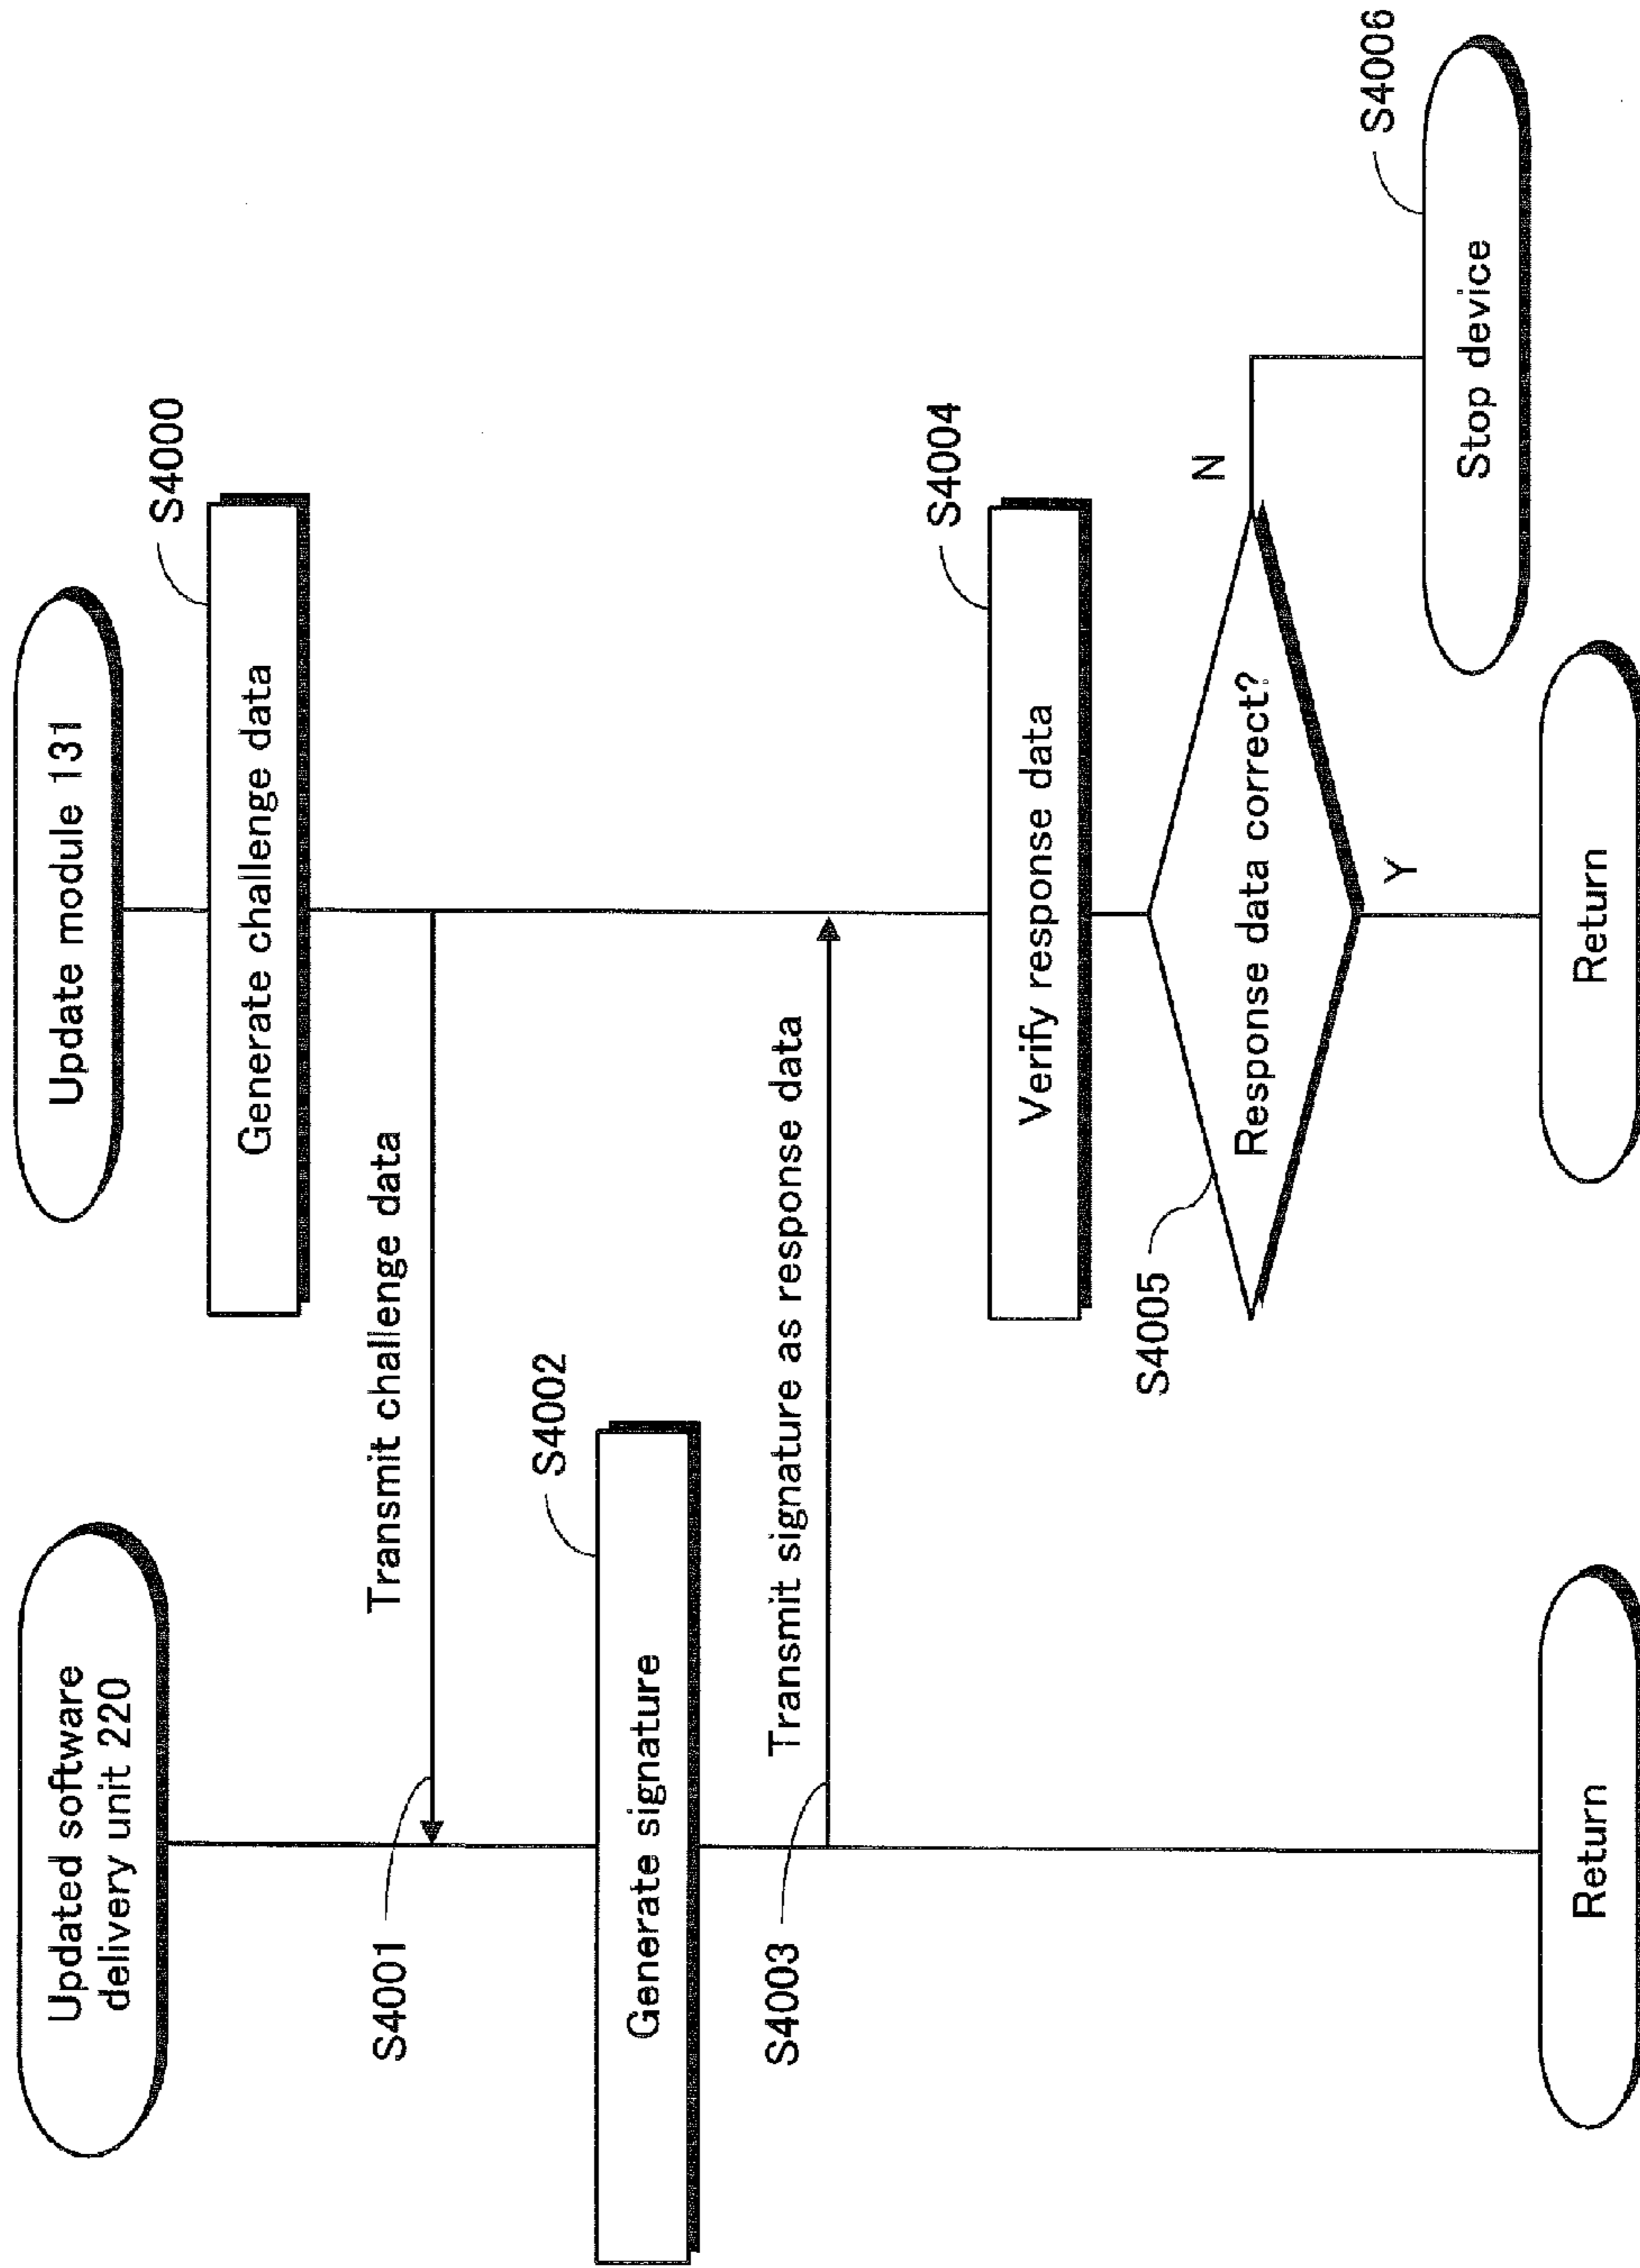 Updated software
delivery unit 220
Update module 131
S4000
Generate challenge data
Transmit challenge data
S4001
S4002
Generate signature
Transmit signature as response data
S4003
S4004
Verify response data
S4005
Response data correct?
N
Y
S4006
Stop device
Return
Return